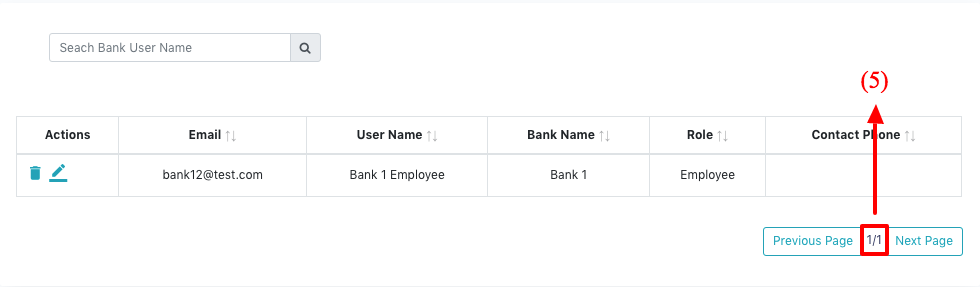 Seach Bank User Name
(5)
Actions Email User Name Bank Name Role Contact Phone
bank12@test.com Bank 1 Employee Bank 1 Employee
Previous Page 1/1 Next Page